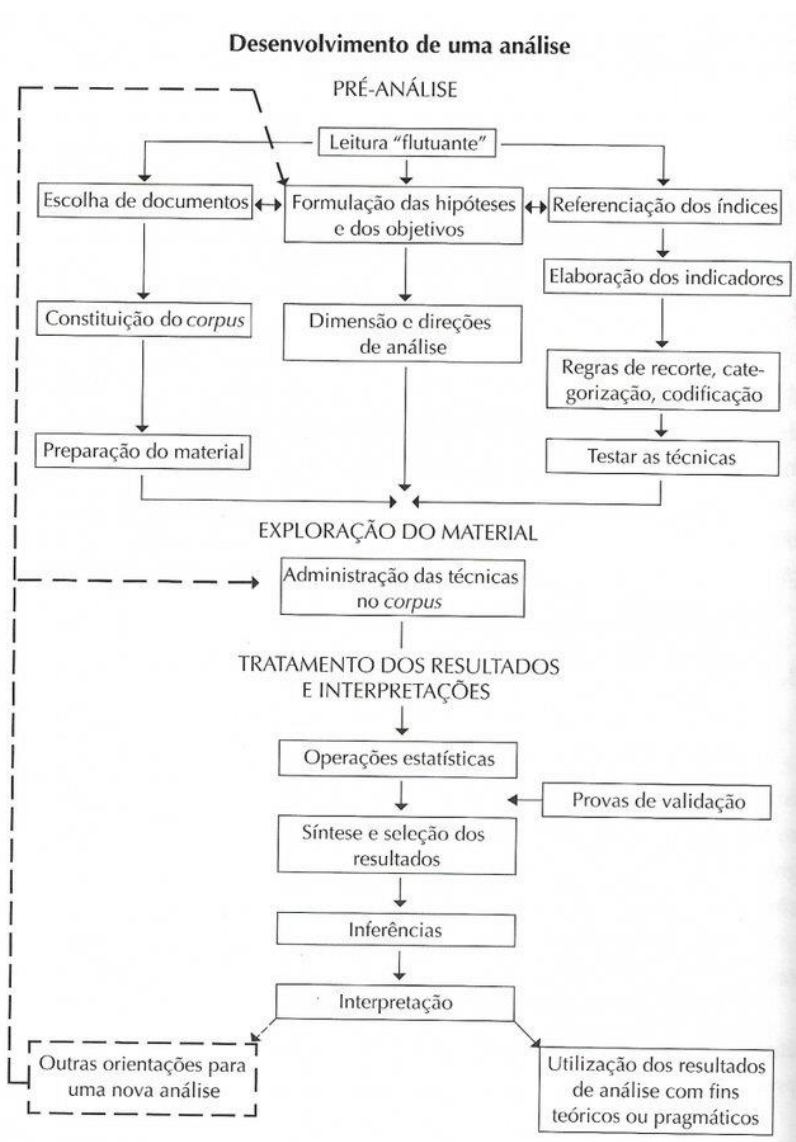 Desenvolvimento de uma análise
PRÉ-ANÁLISE
Leitura “flutuante”
Escolha de documentos
Formulação das hipóteses
e dos objetivos
Referenciação dos índices
Elaboração dos indicadores
Constituição do corpus
Dimensão e direções
de análise
Regras de recorte, cate-
gorização, codificação
Preparação do material
Testar as técnicas
EXPLORAÇÃO DO MATERIAL
Administração das técnicas
no corpus
TRATAMENTO DOS RESULTADOS
E INTERPRETAÇÕES
Operações estatísticas
Provas de validação
Síntese e seleção dos
resultados
Inferências
Interpretação
Outras orientações para
uma nova análise
Utilização dos resultados
de análise com fins
teóricos ou pragmáticos